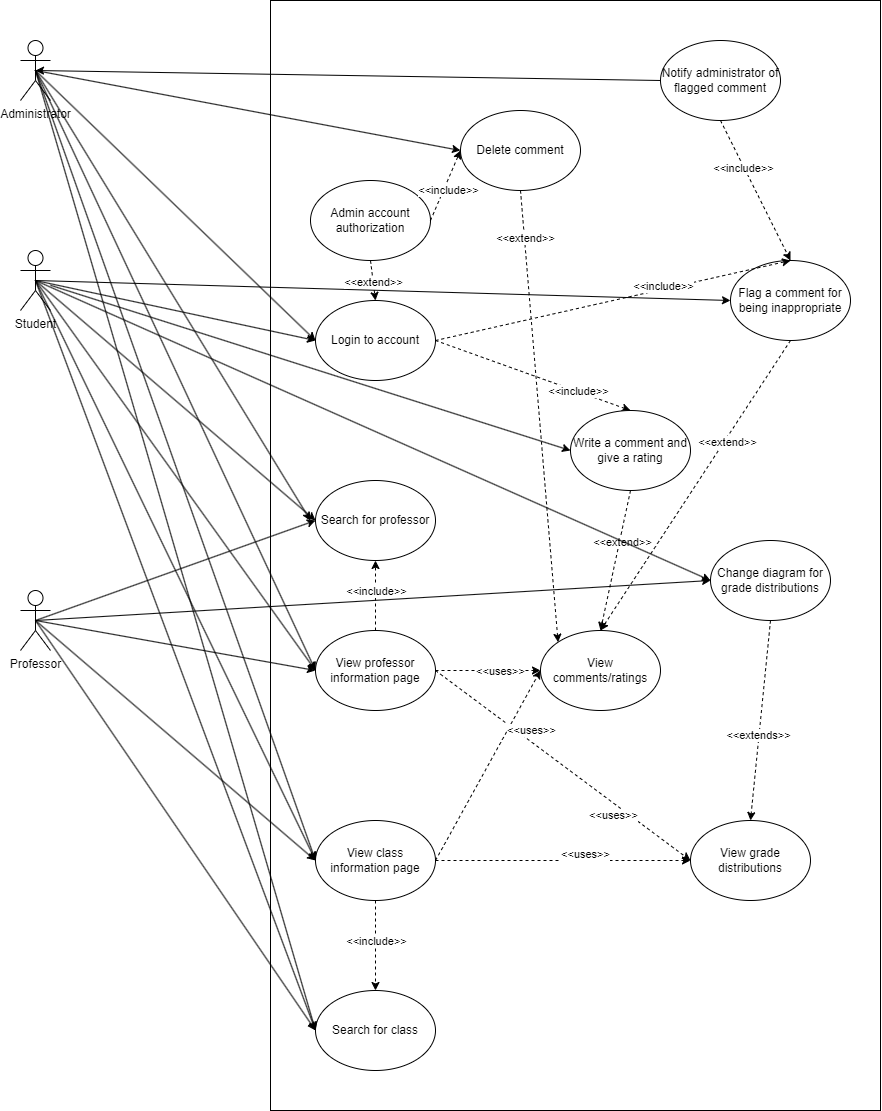 Notify administrator of
flagged comment
Administrator
Delete comment
<<include>>
<<include>>
Admin account
authorization
<<extend>>
<<extend>>
<<include>>
Flag a comment for
being inappropriate
Student
Login to account
<<include>>
Write a comment and
give a rating
<<extend>>
Search for professor
<<extend>>
Change diagram for
grade distributions
<<include>>
Professor
View professor
information page
<<uses>>
View
comments/ratings
<<uses>>
<<extends>>
<<uses>>
View class
information page
<<uses>>
View grade
distributions
<<include>>
Search for class